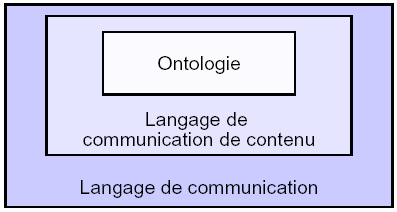 Ontologie
Langage de
communication de contenu
Langage de communication